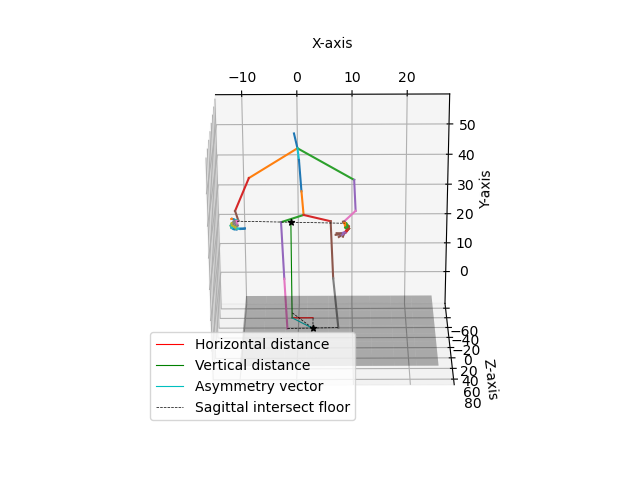 X-axis
−10 0 10 20
50
40
30
20
10
0
Y-axis
−60
−40
−20
0
20
40
60
80
Z-axis
Horizontal distance
Vertical distance
Asymmetry vector
Sagittal intersect floor